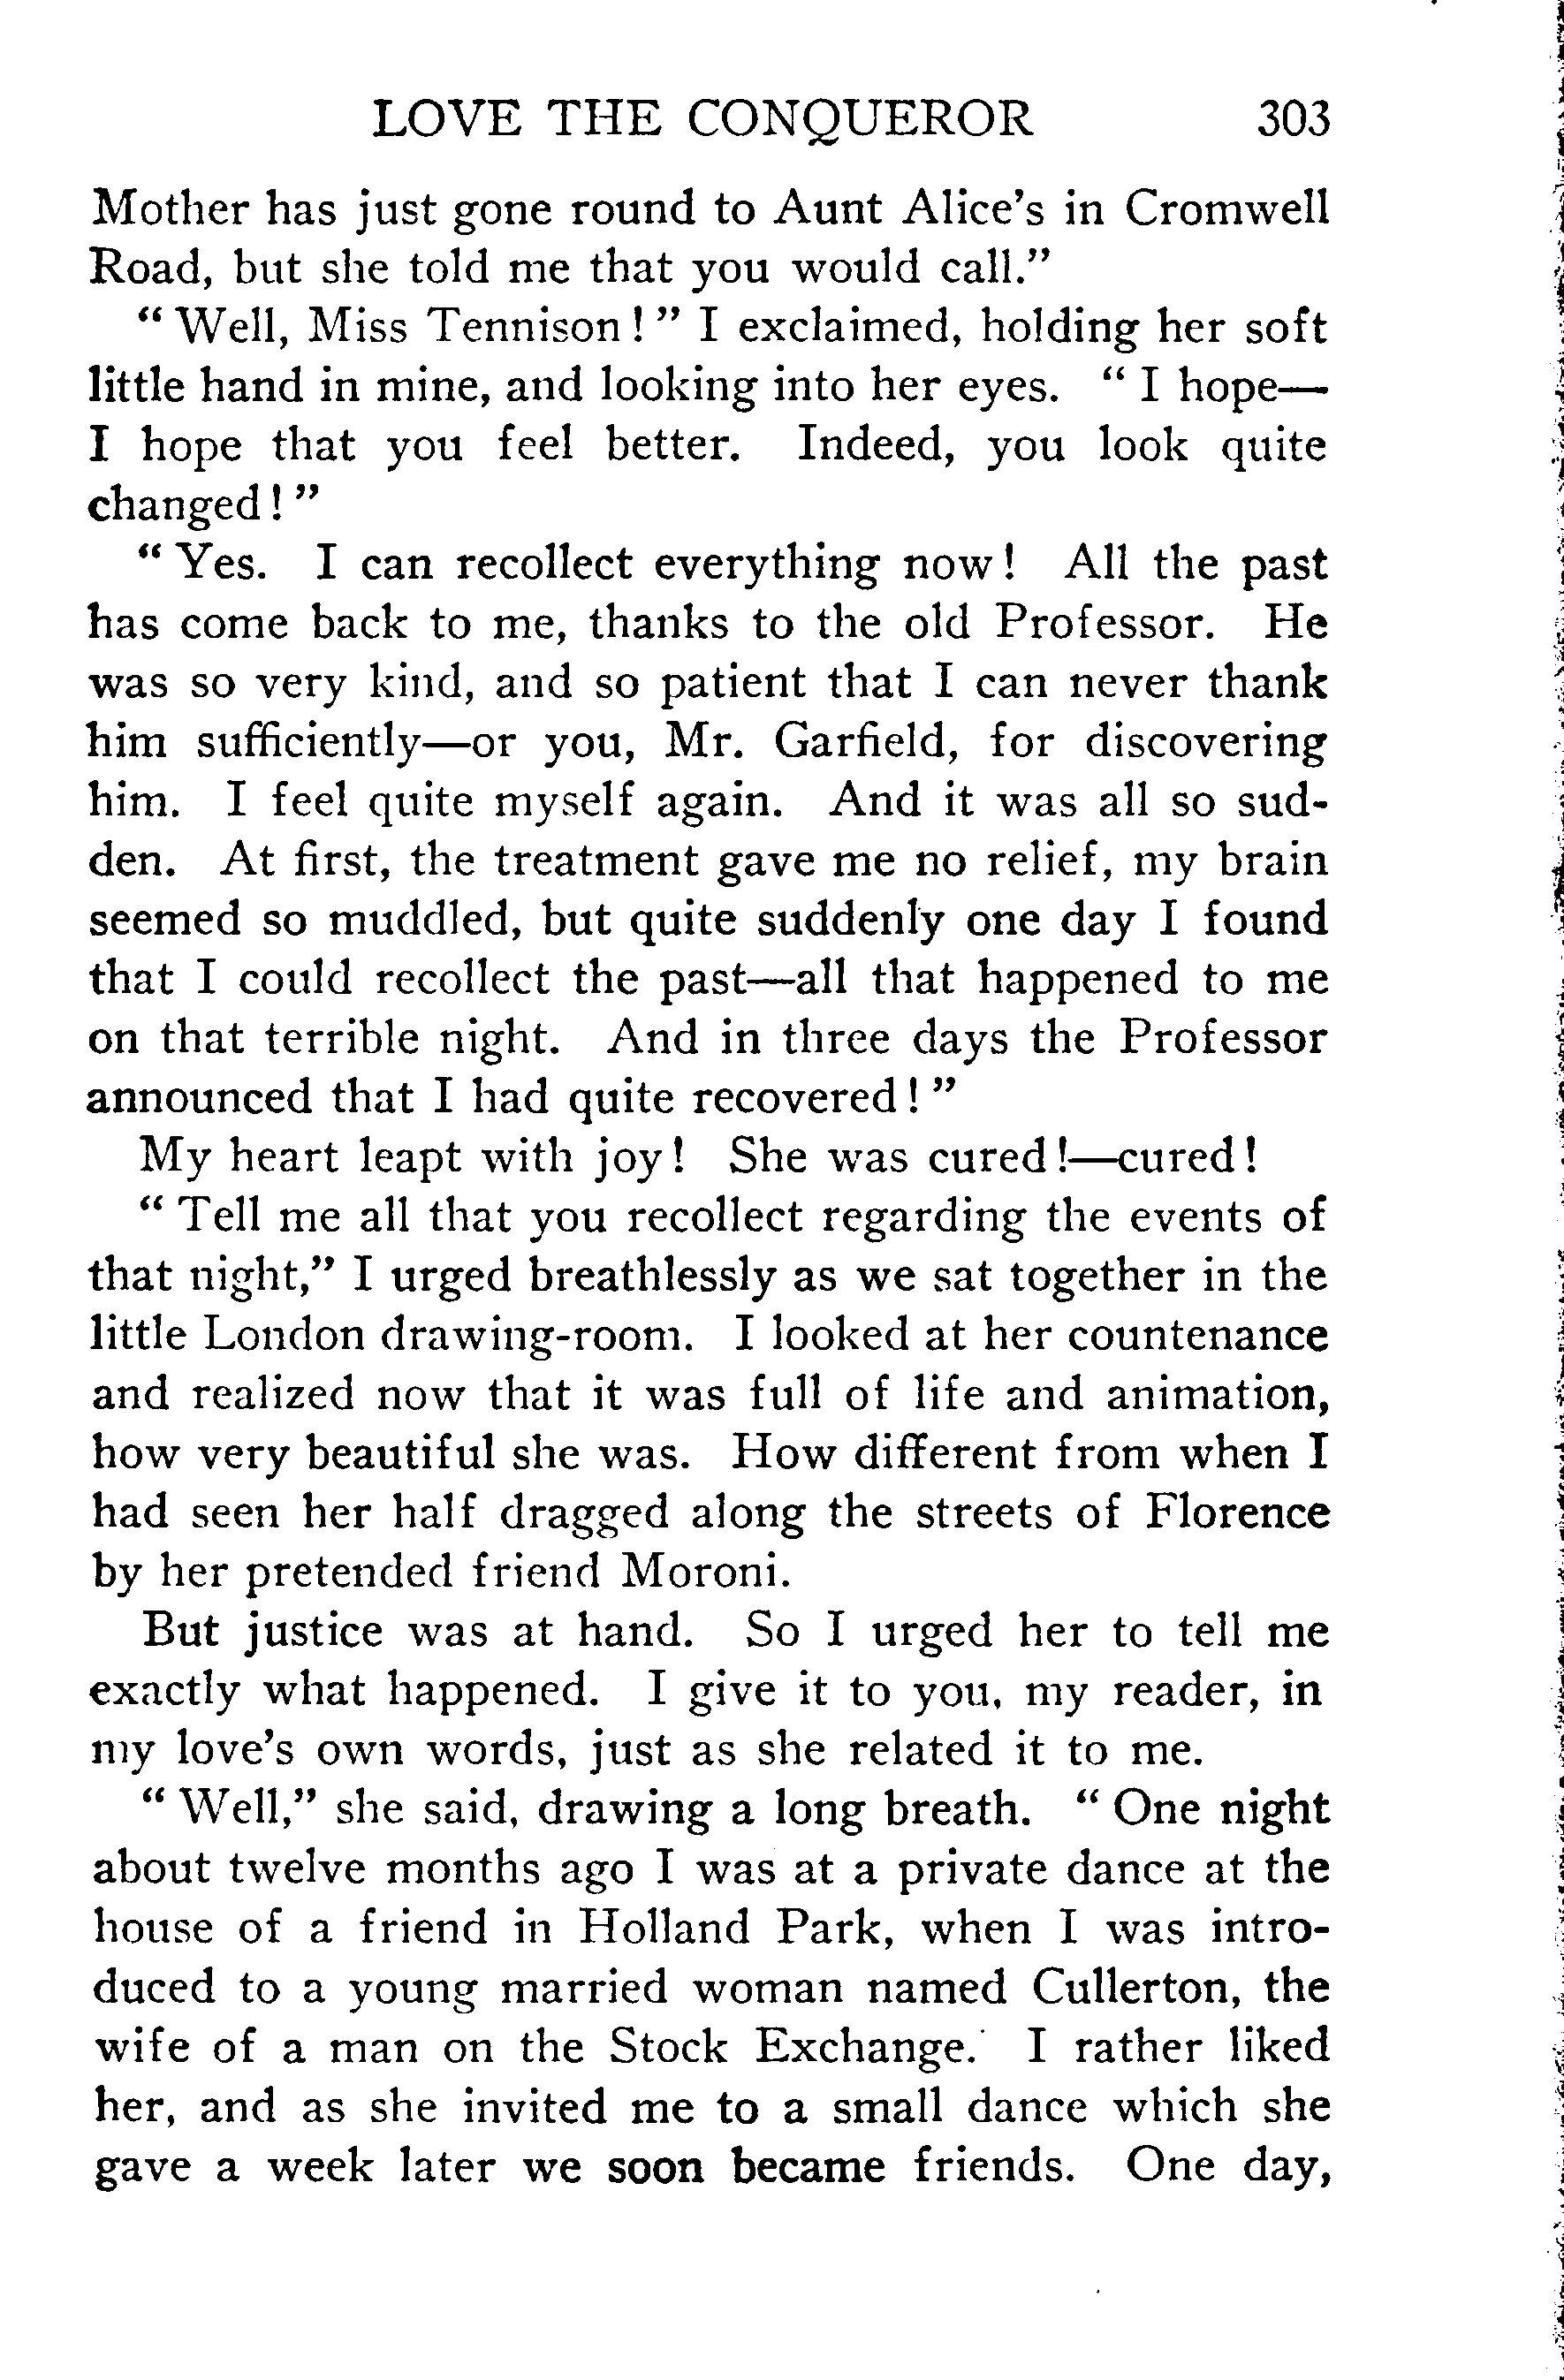 LOVE THE CONQUEROR 303
Mother has just gone round to Aunt Alice's in Cromwell
Road, but she told me that you would call."
"Well, Miss Tennison!" I exclaimed, holding her soft
little hand in mine, and looking into her eyes. "I hope—
I hope that you feel better. Indeed, you look quite
changed!"
"Yes. I can recollect everything now! All the past
has come back to me, thanks to the old Professor. He
was so very kind, and so patient that I can never thank
him sufficiently—or you, Mr. Garfield, for discovering
him. I feel quite myself again. And it was all so sud-
den. At first, the treatment gave me no relief, my brain
seemed so muddled, but quite suddenly one day I found
that I could recollect the past—all that happened to me
on that terrible night. And in three days the Professor
announced that I had quite recovered!"
My heart leapt with joy! She was cured!—cured!
"Tell me all that you recollect regarding the events of
that night," I urged breathlessly as we sat together in the
little London drawing-room. I looked at her countenance
and realized now that it was full of life and animation,
how very beautiful she was. How different from when I
had seen her half dragged along the streets of Florence
by her pretended friend Moroni.
But justice was at hand. So I urged her to tell me
exactly what happened. I give it to you, my reader, in
my love's own words, just as she related it to me.
"Well," she said, drawing a long breath. "One night
about twelve months ago I was at a private dance at the
house of a friend in Holland Park, when I was intro-
duced to a young married woman named Cullerton, the
wife of a man on the Stock Exchange. I rather liked
her, and as she invited me to a small dance which she
gave a week later we soon became friends. One day,